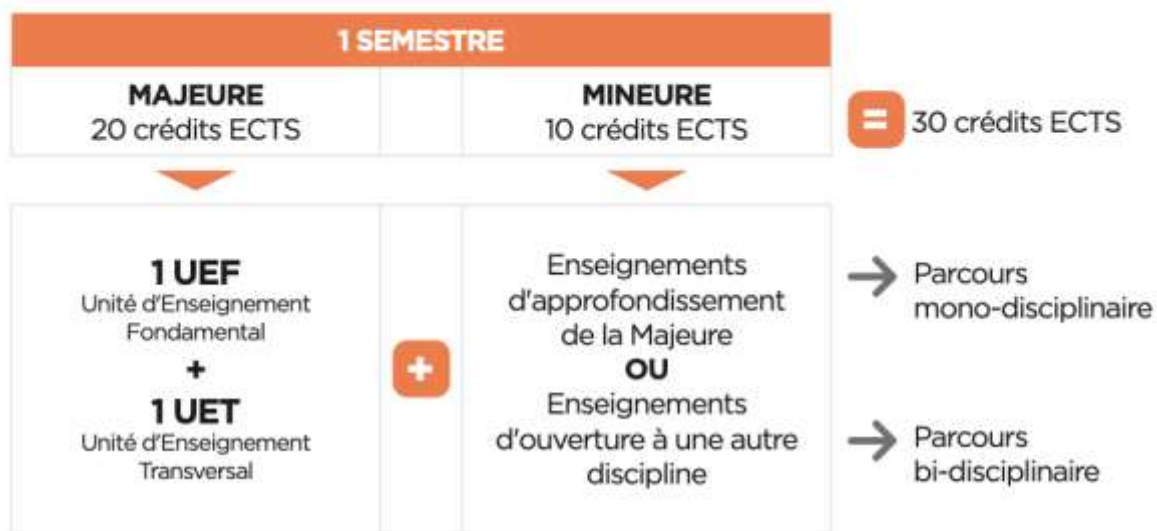 1 SEMESTRE
MAJEURE
20 crédits ECTS
MINEURE
10 crédits ECTS
= 30 crédits ECTS
1 UEF
Unité d'Enseignement
Fondamental
+
1 UET
Unité d'Enseignement
Transversal
+
Enseignements
d'approfondissement
de la Majeure
OU
Enseignements
d'ouverture à une autre
discipline
→ Parcours
mono-disciplinaire
→ Parcours
bi-disciplinaire